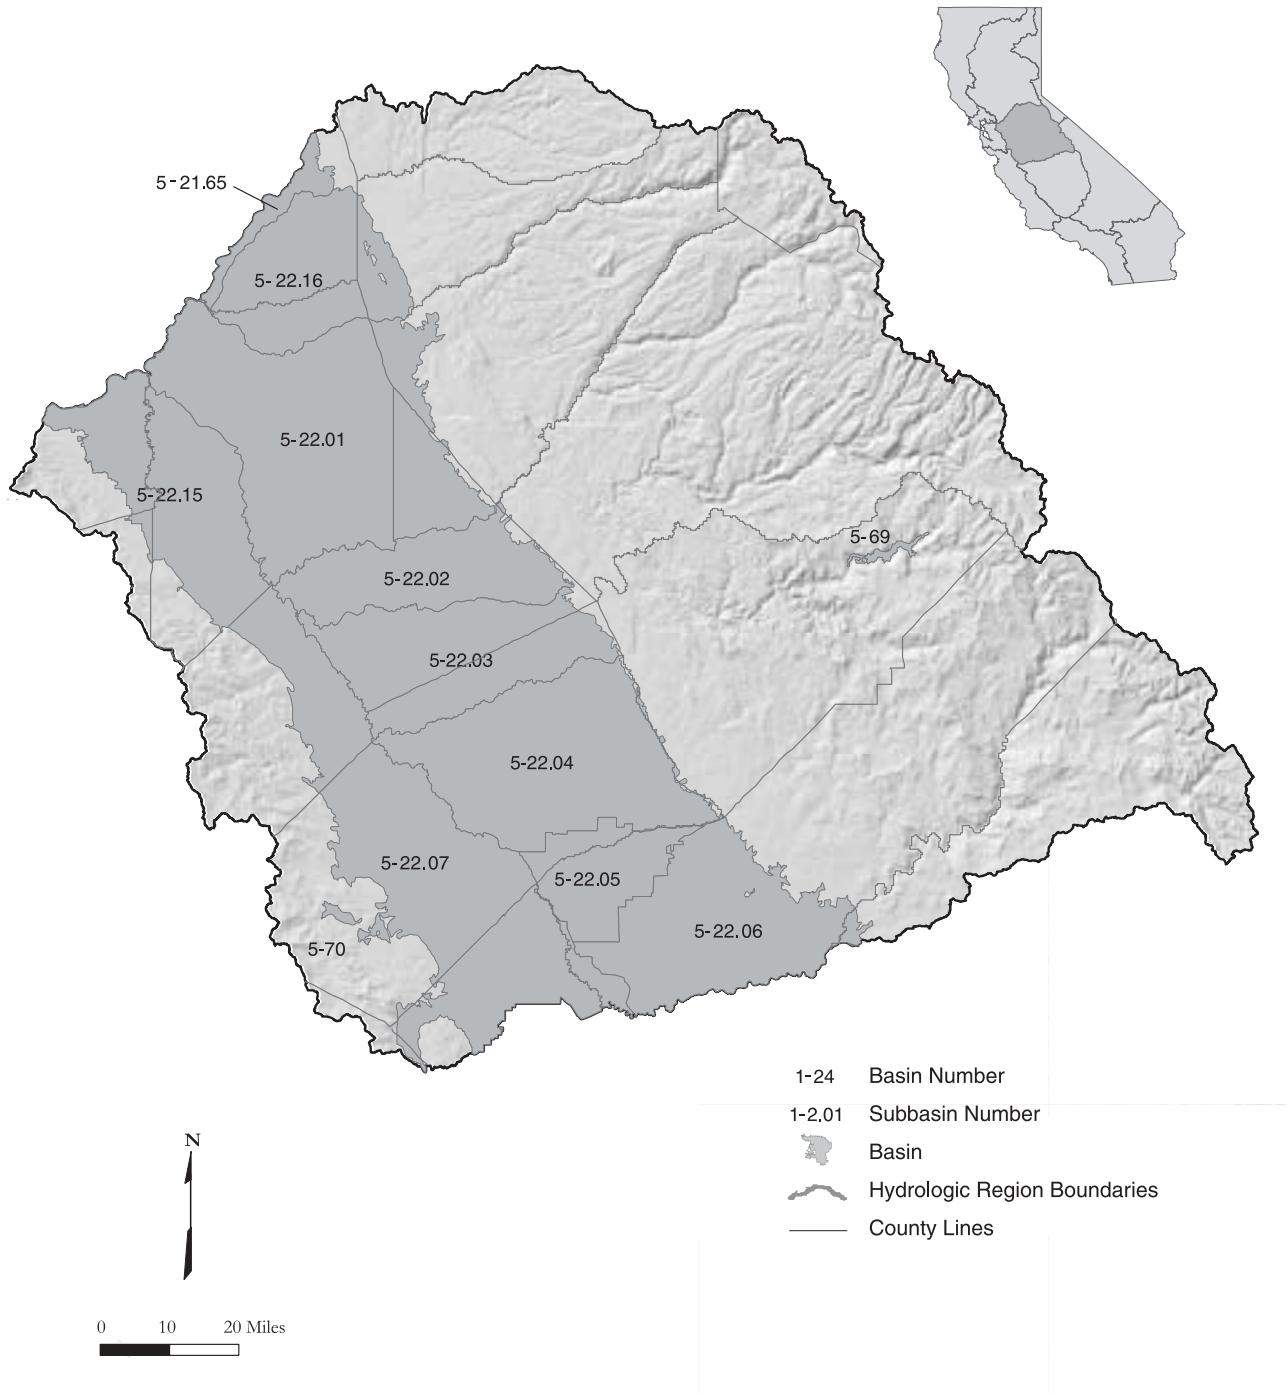 5-21.65
5-22.16
5-22.01
5-22.15
5-69
5-22.02
5-22.03
5-22.04
5-22.07
5-22.05
5-22.06
5-70
1-24 Basin Number
1-2.01 Subbasin Number
Basin
Hydrologic Region Boundaries
County Lines
N
0 10 20 Miles